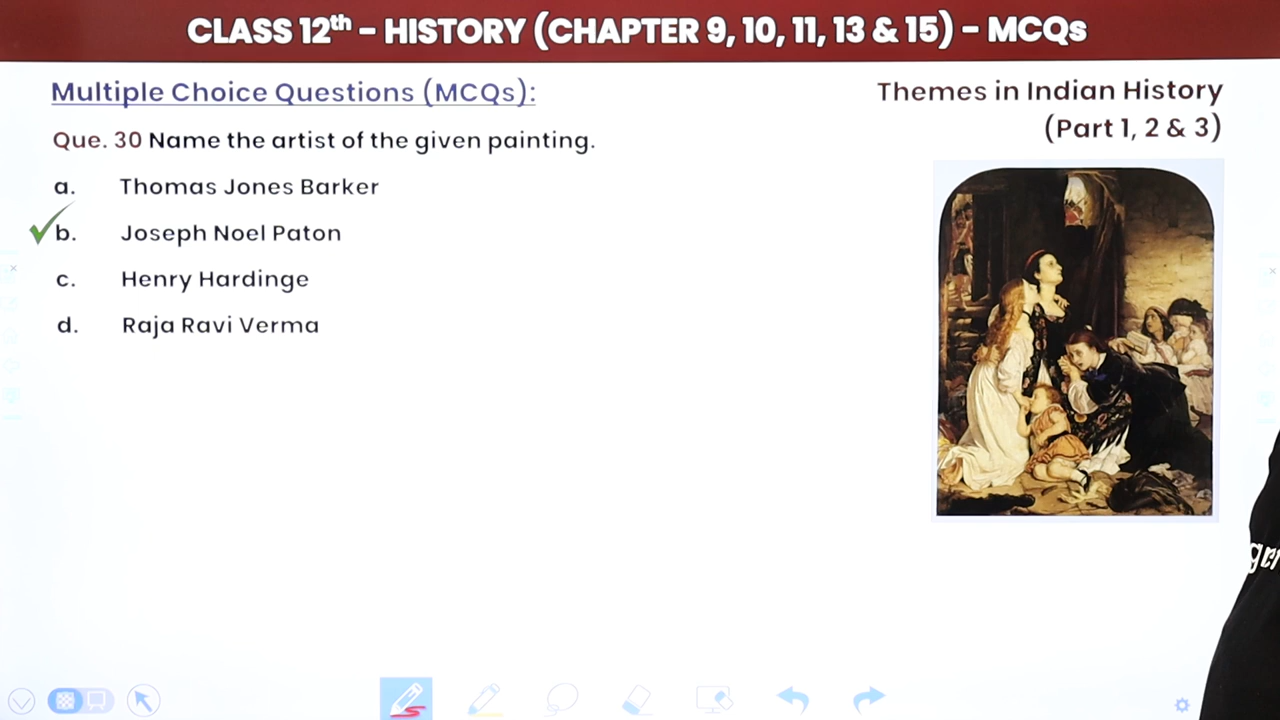 CLASS 12th - HISTORY (CHAPTER 9, 10, 11, 13 & 15) - MCQs
Multiple Choice Questions (MCQs):
Themes in Indian History
(Part 1, 2 & 3)
Que. 30 Name the artist of the given painting.
a. Thomas Jones Barker
b. Joseph Noel Paton
c. Henry Hardinge
d. Raja Ravi Verma